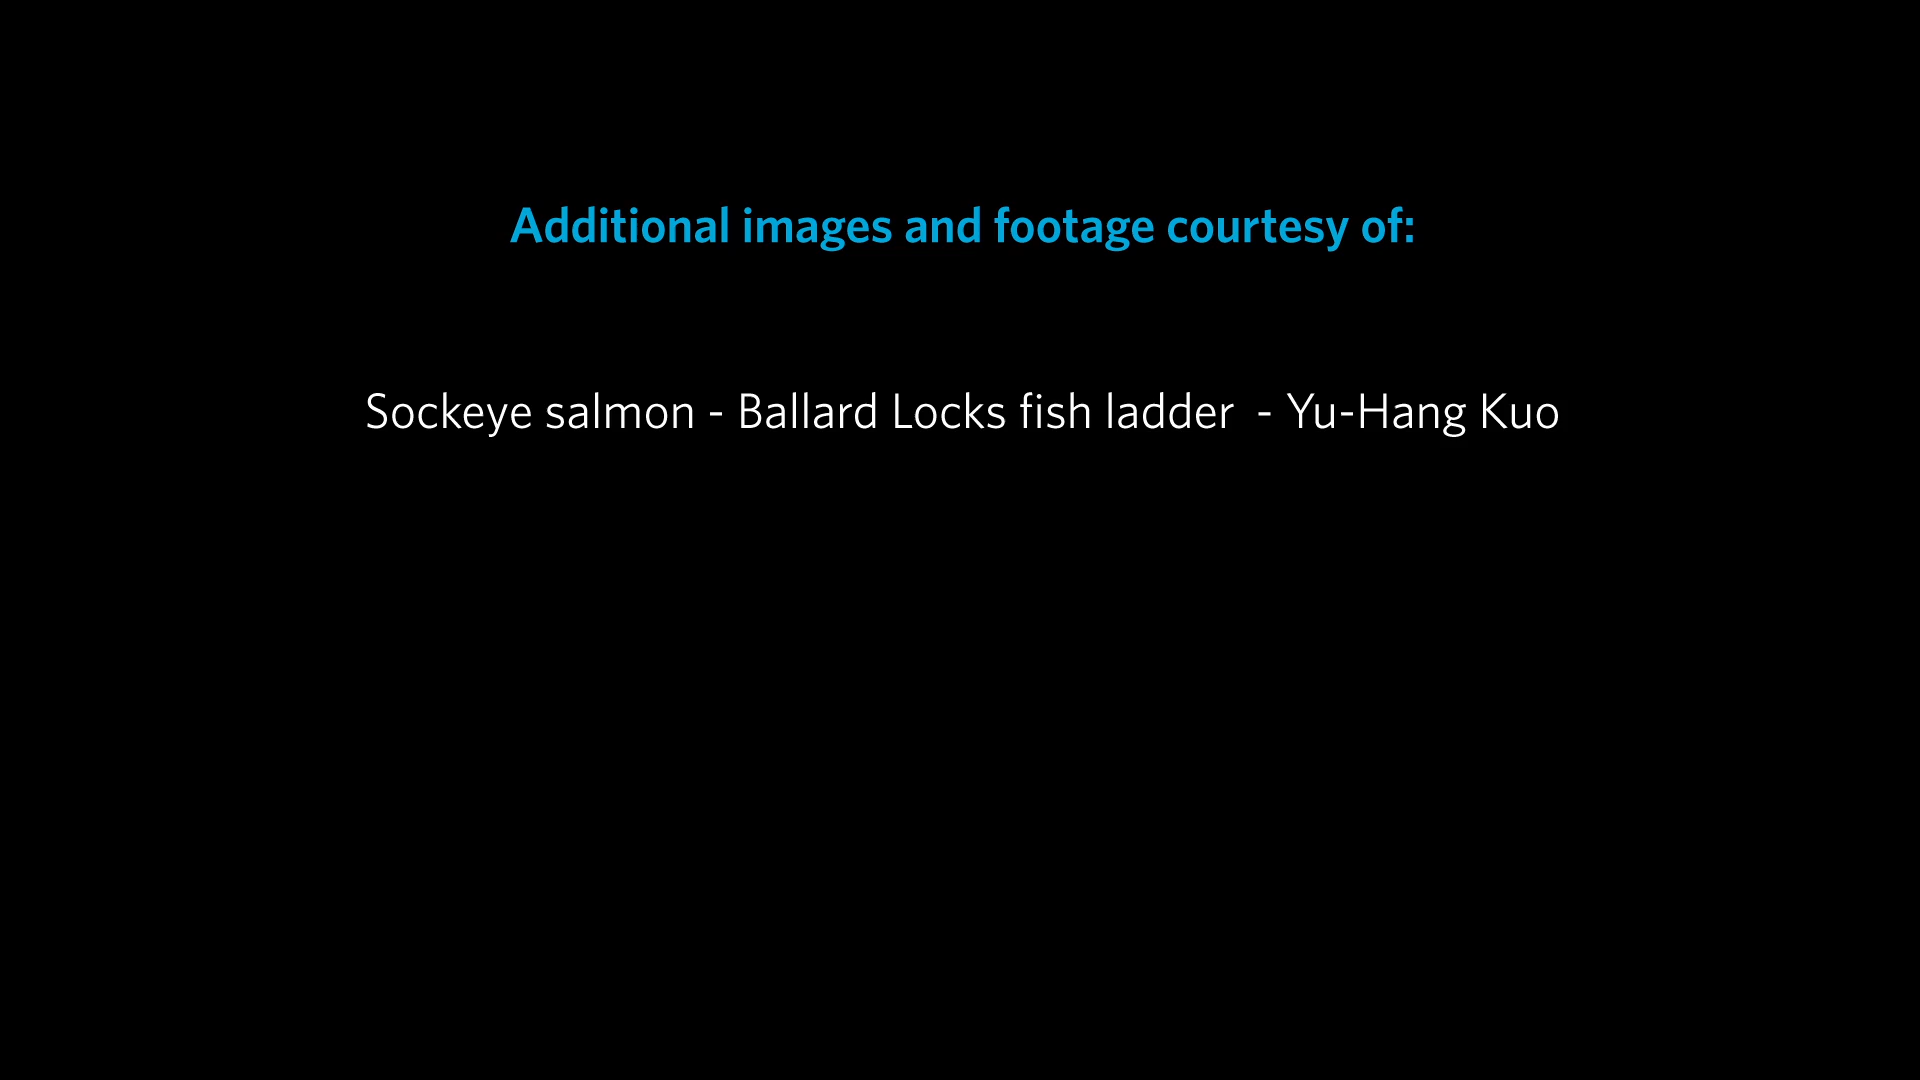 Additional images and footage courtesy of:
Sockeye salmon - Ballard Locks fish ladder  - Yu-Hang Kuo